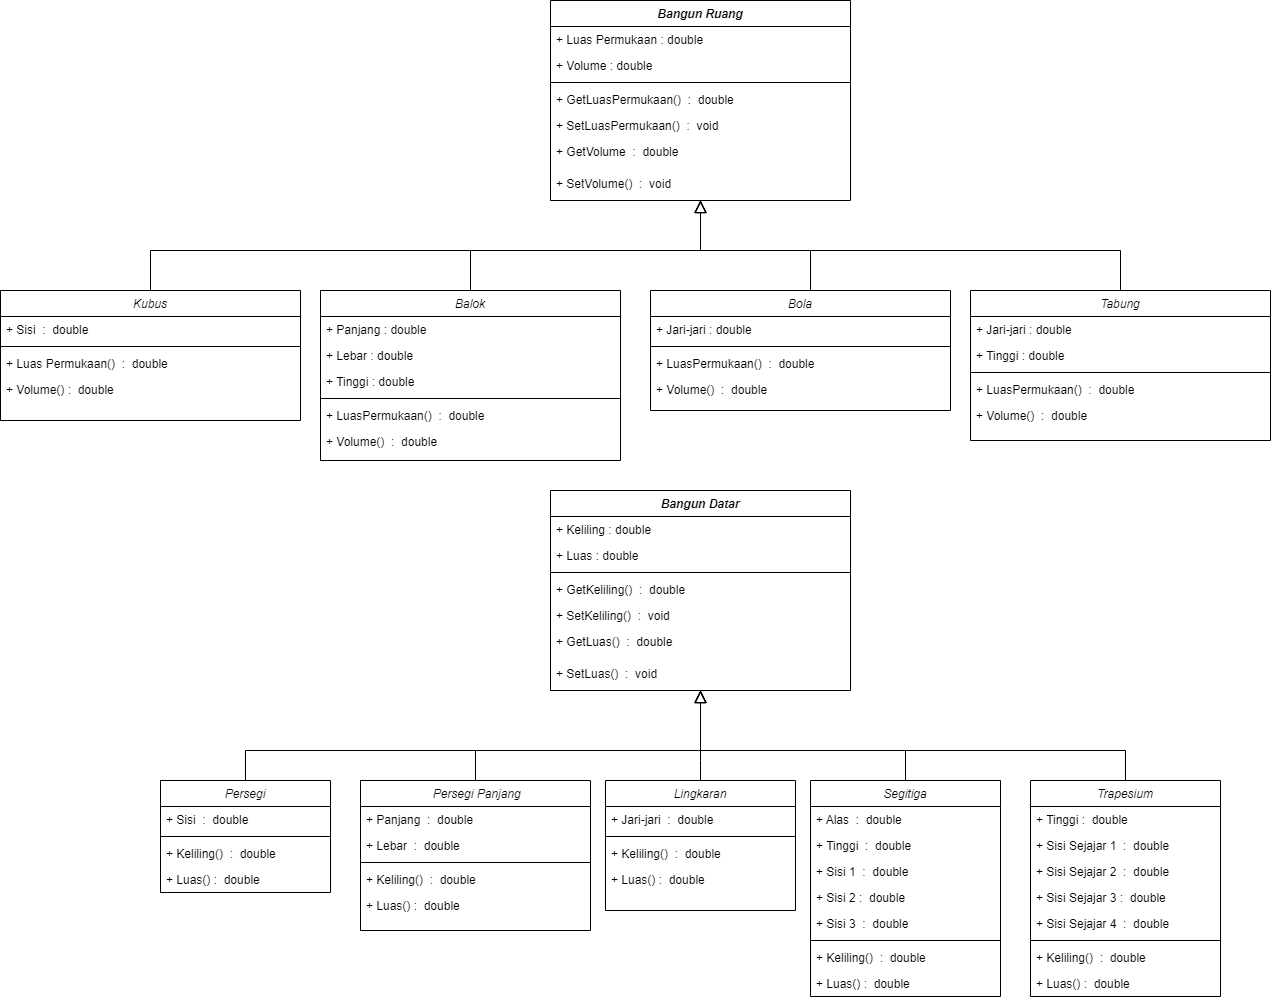 Bangun Ruang
+ Luas Permukaan : double
+ Volume : double
+ GetLuasPermukaan() : double
+ SetLuasPermukaan() : void
+ GetVolume : double
+ SetVolume() : void
Kubus
+ Sisi : double
+ Luas Permukaan() : double
+ Volume() : double
Balok
+ Panjang : double
+ Lebar : double
+ Tinggi : double
+ LuasPermukaan() : double
+ Volume() : double
Bola
+ Jari-jari : double
+ LuasPermukaan() : double
+ Volume() : double
Tabung
+ Jari-jari : double
+ Tinggi : double
+ LuasPermukaan() : double
+ Volume() : double
Bangun Datar
+ Keliling : double
+ Luas : double
+ GetKeliling() : double
+ SetKeliling() : void
+ GetLuas() : double
+ SetLuas() : void
Persegi
+ Sisi : double
+ Keliling() : double
+ Luas() : double
Persegi Panjang
+ Panjang : double
+ Lebar : double
+ Keliling() : double
+ Luas() : double
Lingkaran
+ Jari-jari : double
+ Keliling() : double
+ Luas() : double
Segitiga
+ Alas : double
+ Tinggi : double
+ Sisi 1 : double
+ Sisi 2 : double
+ Sisi 3 : double
+ Keliling() : double
+ Luas() : double
Trapesium
+ Tinggi : double
+ Sisi Sejajar 1 : double
+ Sisi Sejajar 2 : double
+ Sisi Sejajar 3 : double
+ Sisi Sejajar 4 : double
+ Keliling() : double
+ Luas() : double